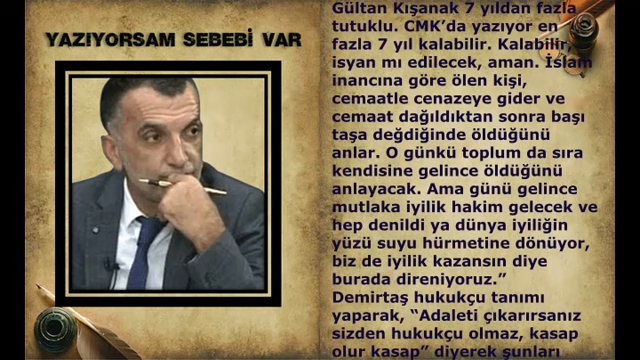 YAZIYORSAM SEBEBİ VAR
Gültan Kışanak 7 yıldan fazla
tutuklu. CMK’da yazıyor en
fazla 7 yıl kalabilir. Kalabilir,
isyan mı edilecek, aman. İslam
inancına göre ölen kişi,
cemaatle cenazeye gider ve
cemaat dağıldıktan sonra başı
taşa değdiğinde öldüğünü
anlar. O günkü toplum da sıra
kendisine gelince öldüğünü
anlayacak. Ama günü gelince
mutlaka iyilik hakim gelecek ve
hep denildi ya dünya iyiliğin
yüzü suyu hürmetine dönüyor,
biz de iyilik kazansın diye
burada direniyoruz.”
Demirtaş hukukçu tanımı
yaparak, “Adaleti çıkarırsanız
sizden hukukçu olmaz, kasap
olur kasap” diyerek şunları